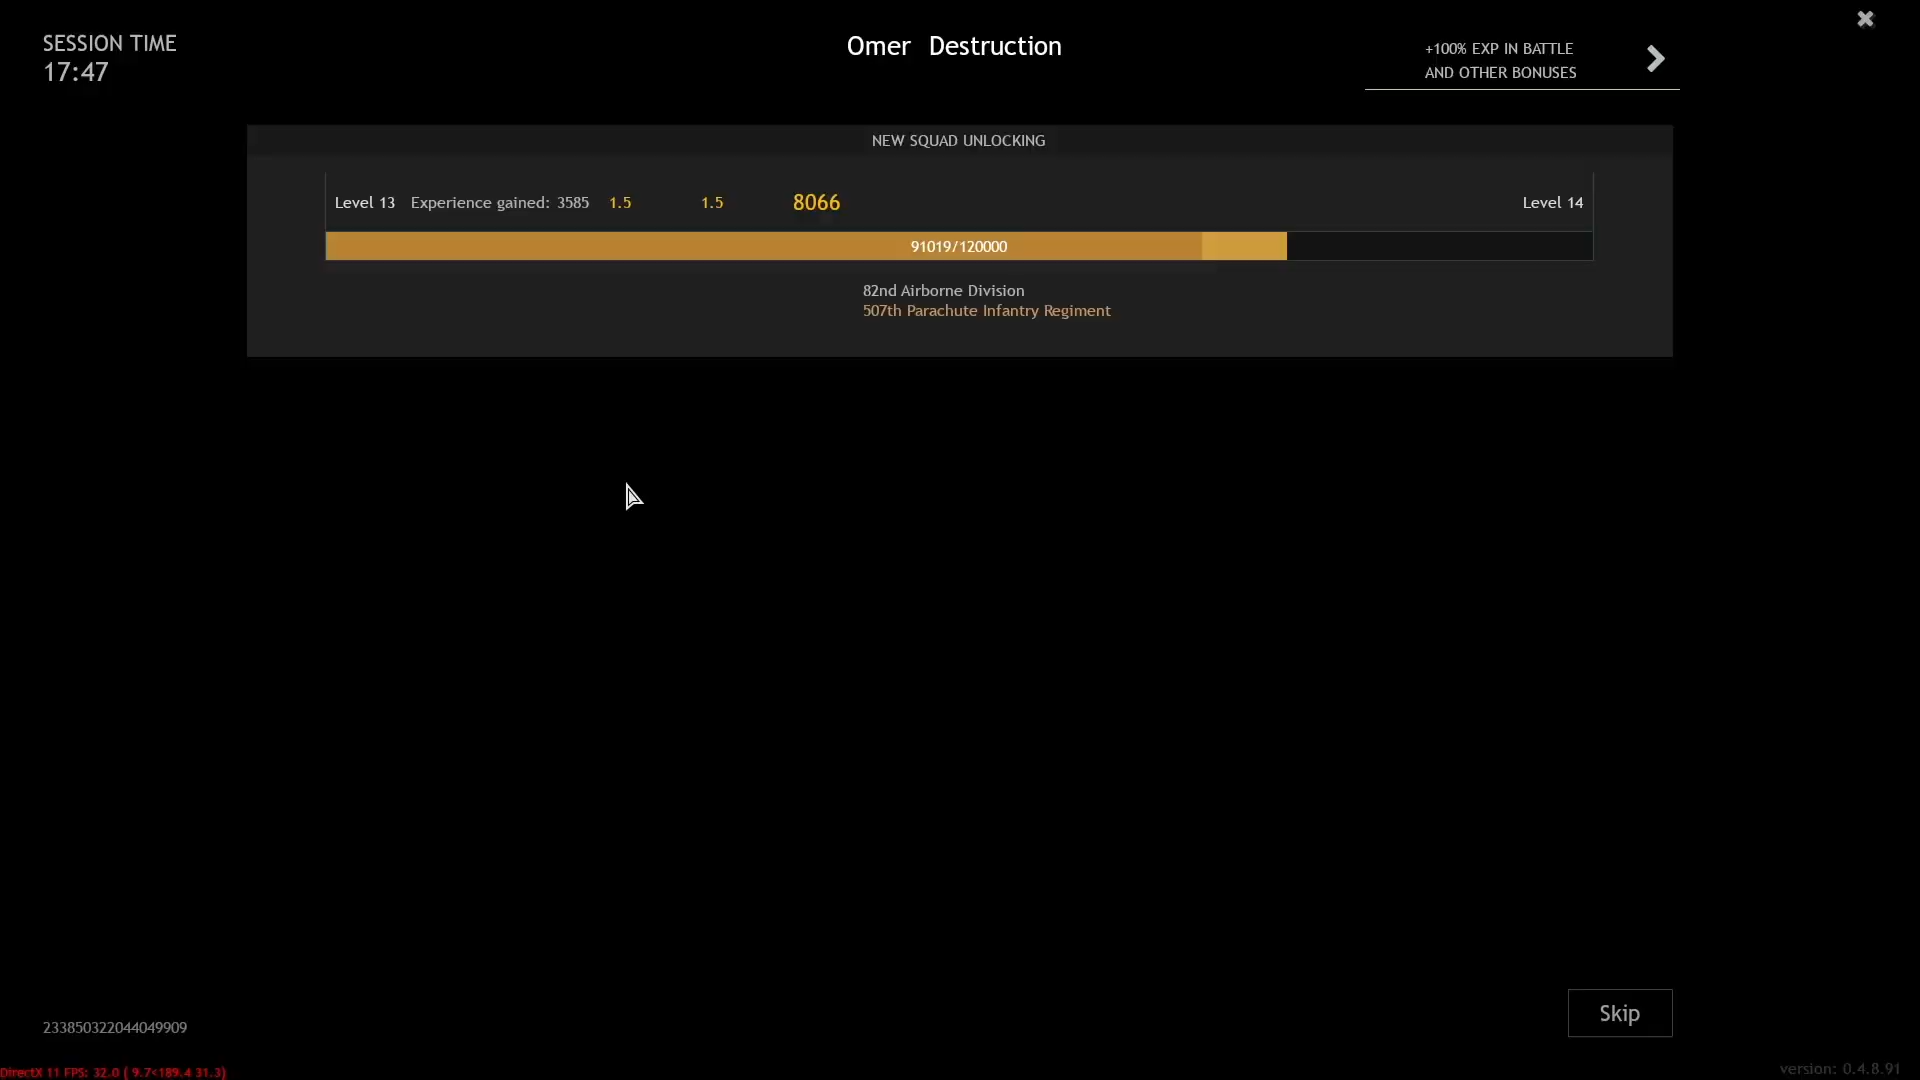 SESSION TIME
17:47
Omer Destruction
+100% EXP IN BATTLE
AND OTHER BONUSES
NEW SQUAD UNLOCKING
Level 13 Experience gained: 3585 1.5 1.5 8066 Level 14
91019/120000
82nd Airborne Division
507th Parachute Infantry Regiment
Skip
233850322044049909
DirectX 11 FPS: 32.0 ( 9.7<189.4 31.3)
version: 0.4.8.91